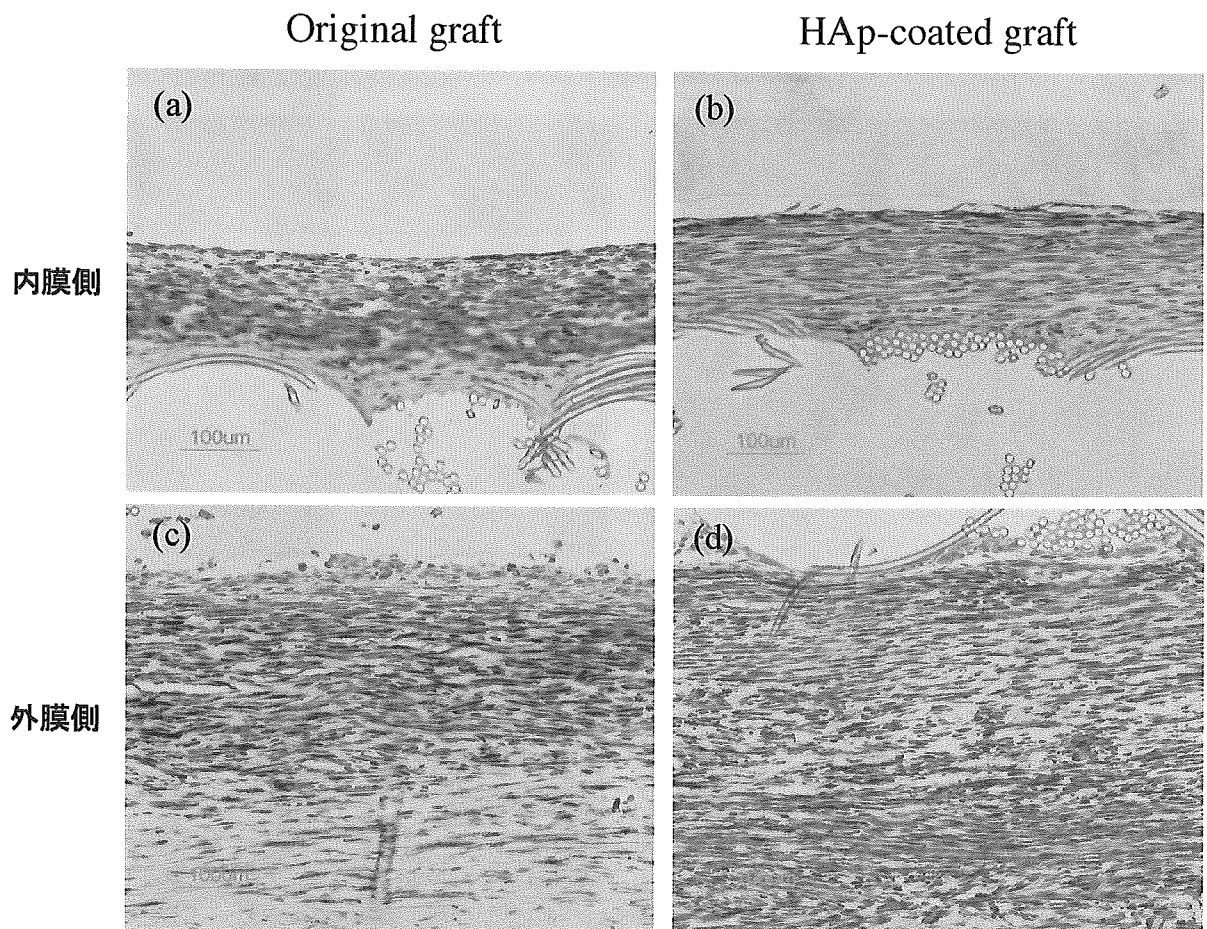 Original graft
HAp-coated graft
(a)
(b)
内膜側
100um
100um
(c)
(d)
外膜側